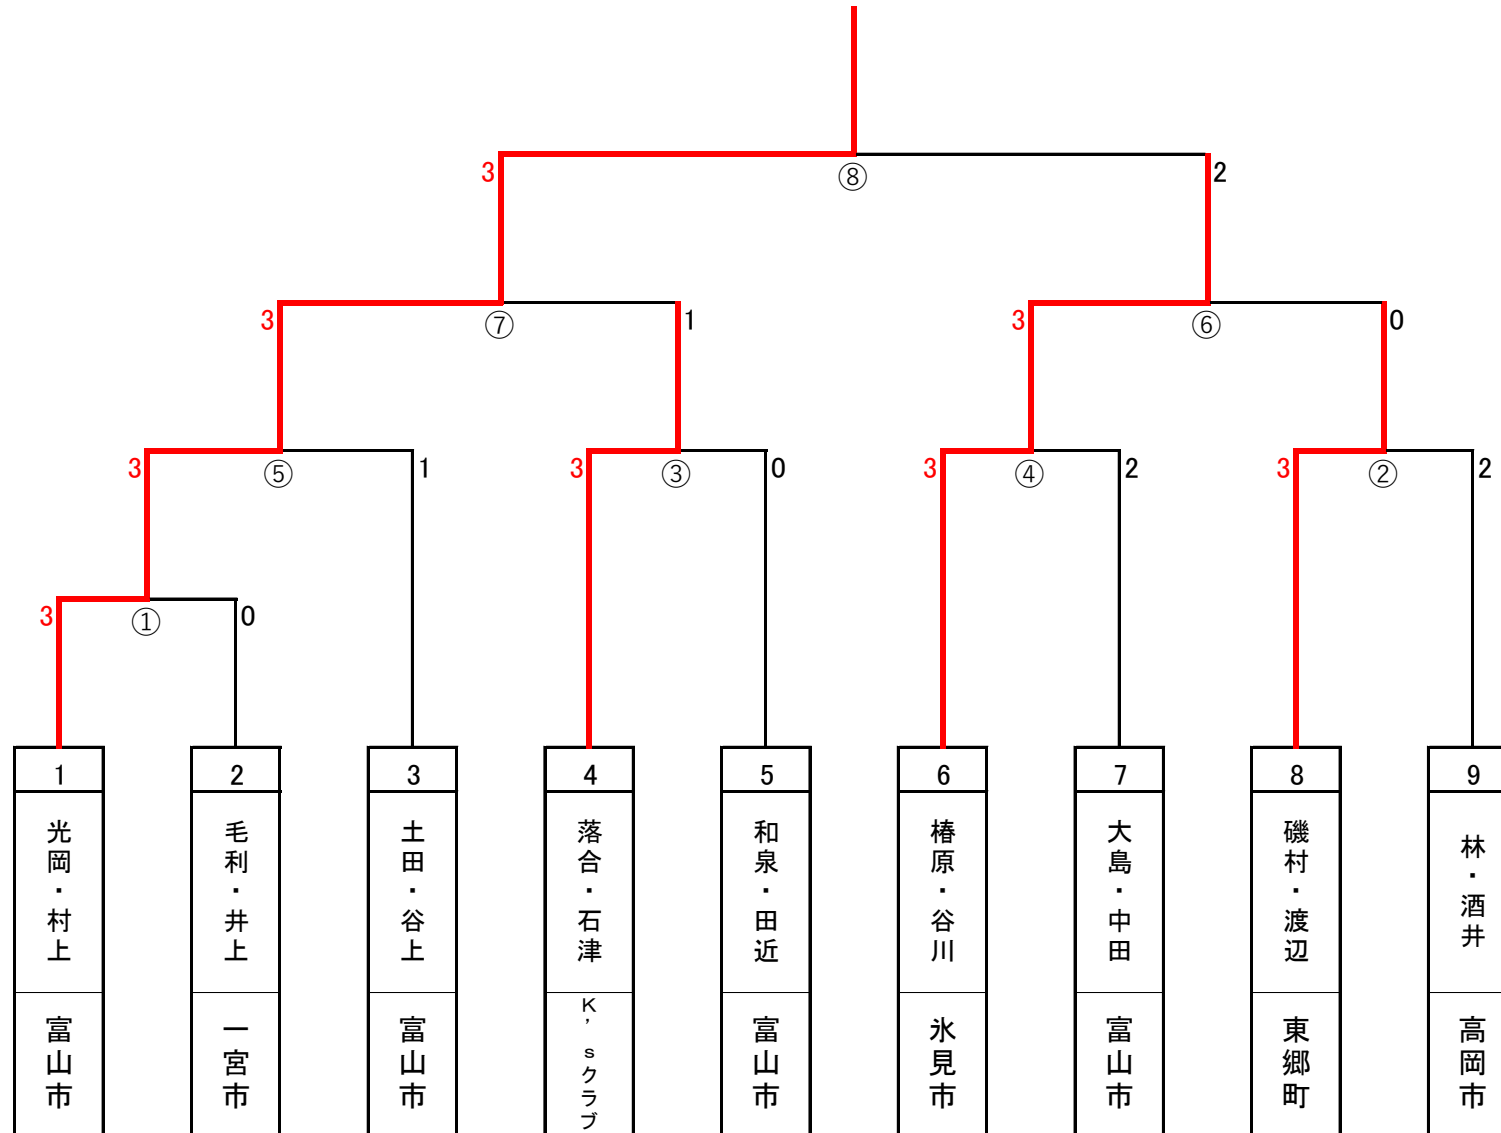 3
⑧
2
3
⑦
1
3
⑥
0
3
⑤
1
3
③
0
3
④
2
3
②
2
3
①
0
1
2
3
4
5
6
7
8
9
光岡・村上
毛利・井上
土田・谷上
落合・石津
和泉・田近
椿原・谷川
大島・中田
磯村・渡辺
林・酒井
富山市
一宮市
富山市
K’sクラブ
富山市
氷見市
富山市
東郷町
高岡市